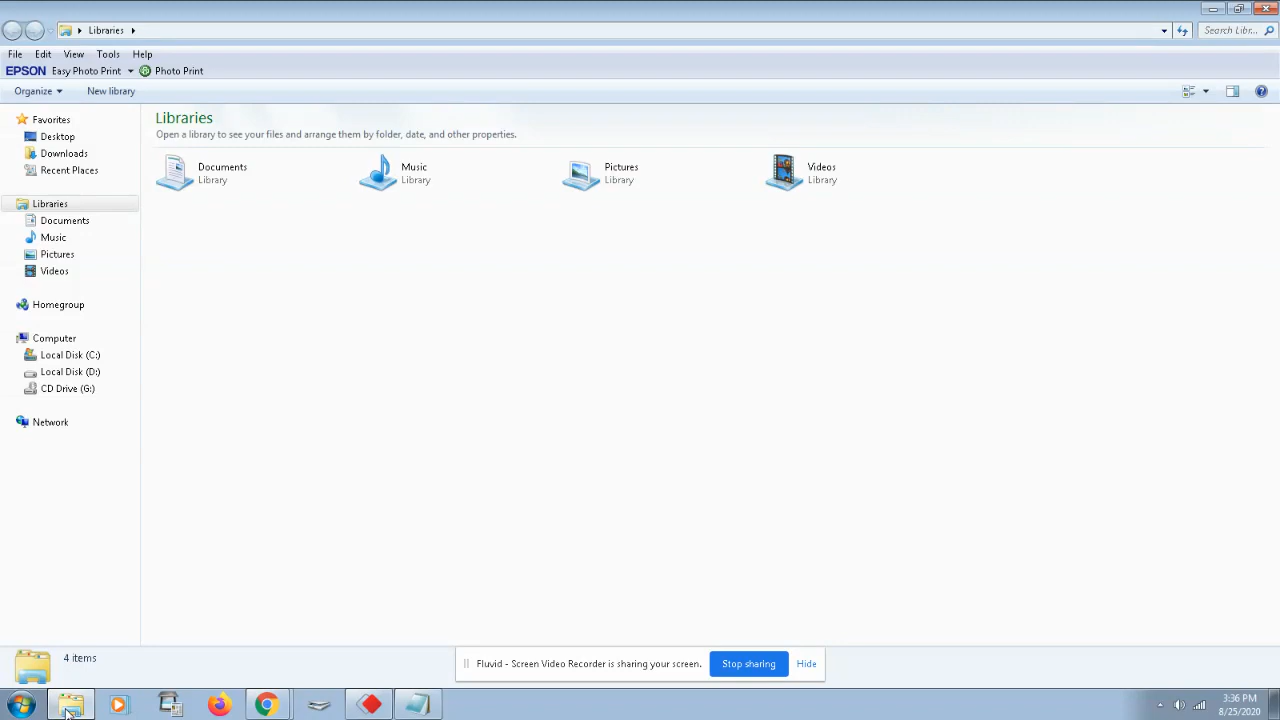 Libraries
Search Libr...
File Edit View Tools Help
EPSON Easy Photo Print Photo Print
Organize New library
Favorites
Desktop
Downloads
Recent Places
Libraries
Documents
Music
Pictures
Videos
Homegroup
Computer
Local Disk (C:)
Local Disk (D:)
CD Drive (G:)
Network
Libraries
Open a library to see your files and arrange them by folder, date, and other properties.
Documents
Library
Music
Library
Pictures
Library
Videos
Library
4 items
Fluvid - Screen Video Recorder is sharing your screen. Stop sharing Hide
3:36 PM
8/25/2020